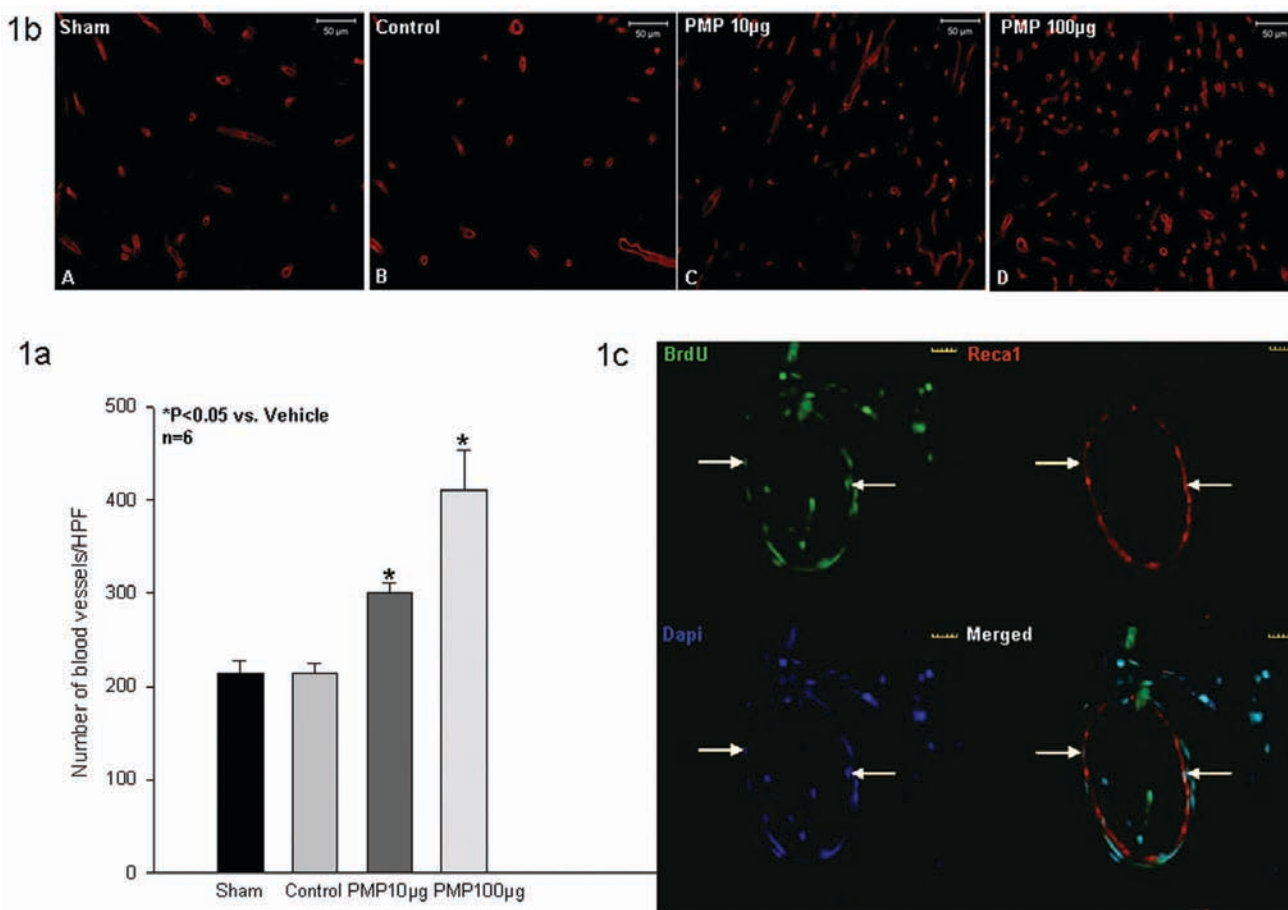 1b
Sham 50 µm
Control 50 µm
PMP 10µg 50 µm
PMP 100µg 50 µm
A
B
C
D
1a
*P<0.05 vs. Vehicle
n=6
Number of blood vessels/HPF
500
400
300
200
100
0
*
*
Sham Control PMP10µg PMP100µg
1c
BrdU
Reca1
Dapi
Merged